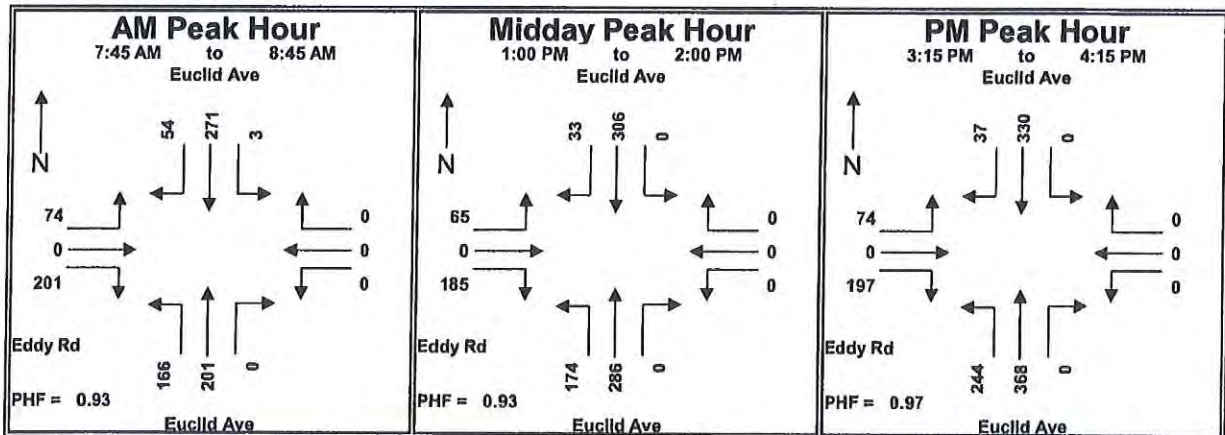 AM Peak Hour
7:45 AM to 8:45 AM
Euclid Ave
54 271 3
N
74 0
0 0
201 0
Eddy Rd
166 201 0
PHF = 0.93
Euclid Ave
Midday Peak Hour
1:00 PM to 2:00 PM
Euclid Ave
33 306 0
N
65 0
0 0
185 0
Eddy Rd
174 286 0
PHF = 0.93
Euclid Ave
PM Peak Hour
3:15 PM to 4:15 PM
Euclid Ave
37 330 0
N
74 0
0 0
197 0
Eddy Rd
244 368 0
PHF = 0.97
Euclid Ave